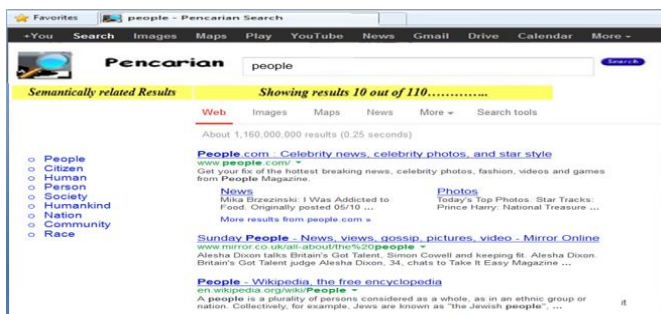 Favorites people - Pencarian Search
+You Search Images Maps Play YouTube News Gmail Drive Calendar More
Pencarian people Search
Semantically related Results Showing results 10 out of 110.............
Web Images Maps News More Search tools
About 1,160,000,000 results (0.25 seconds)
People.com : Celebrity news, celebrity photos, and star style
www.people.com/
Get your fix of the hottest breaking news, celebrity photos, fashion, videos and games
from People Magazine.
News Photos
Mika Brzezinski: I Was Addicted to Today's Top Photos. Star Tracks:
Food. Originally posted 05/10 ... Prince Harry: National Treasure ...
More results from people.com »
Sunday People - News, views, gossip, pictures, video - Mirror Online
www.mirror.co.uk/all-about/the%20people
Alesha Dixon talks Britain's Got Talent, Simon Cowell and keeping fit. Alesha Dixon.
Britain's Got Talent judge Alesha Dixon, 34, chats to Take It Easy Magazine ...
People - Wikipedia, the free encyclopedia
en.wikipedia.org/wiki/People
A people is a plurality of persons considered as a whole, as in an ethnic group or
nation. Collectively, for example, Jews are known as "the Jewish people", ...
People
Citizen
Human
Person
Society
Humankind
Nation
Community
Race